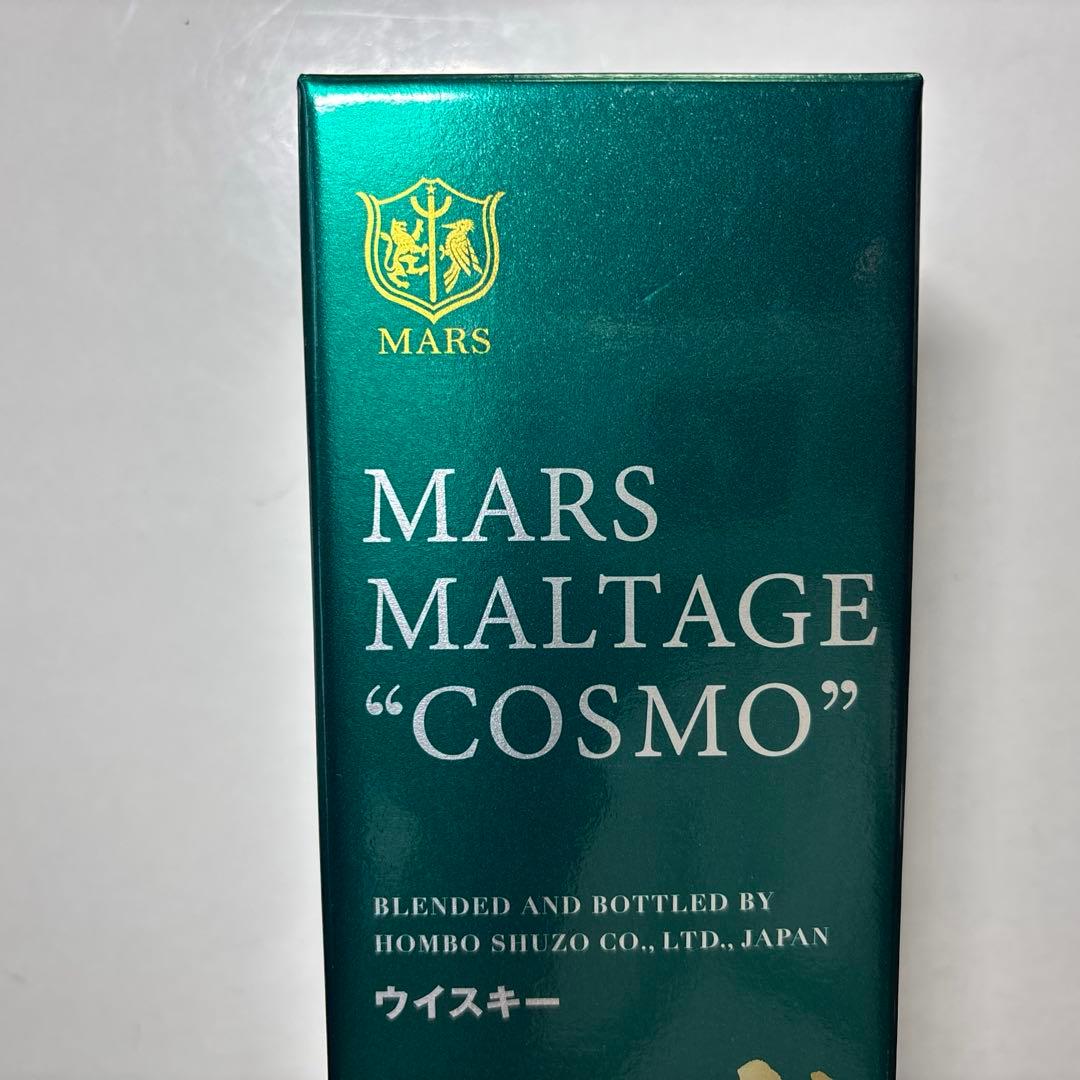 MARS
MARS
MALTAGE
“COSMO”
BLENDED AND BOTTLED BY
HOMBO SHUZO CO., LTD., JAPAN
ウイスキー